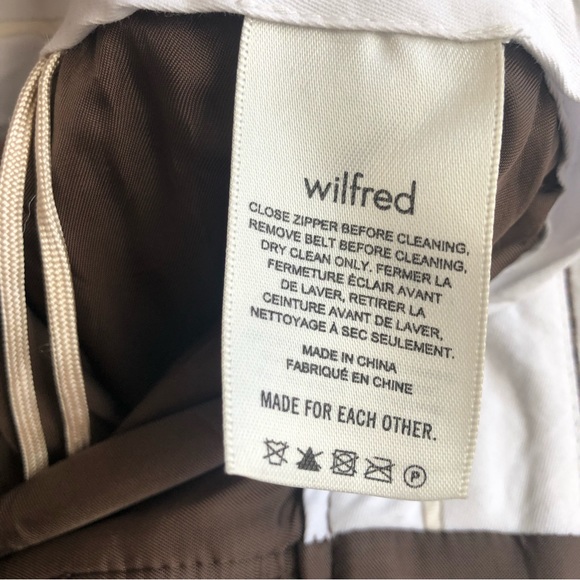 wilfred
CLOSE ZIPPER BEFORE CLEANING,
REMOVE BELT BEFORE CLEANING,
DRY CLEAN ONLY. FERMER LA
FERMETURE ÉCLAIR AVANT
DE LAVER, RETIRER LA
CEINTURE AVANT DE LAVER,
NETTOYAGE À SEC SEULEMENT.
MADE IN CHINA
FABRIQUÉ EN CHINE
MADE FOR EACH OTHER.
P